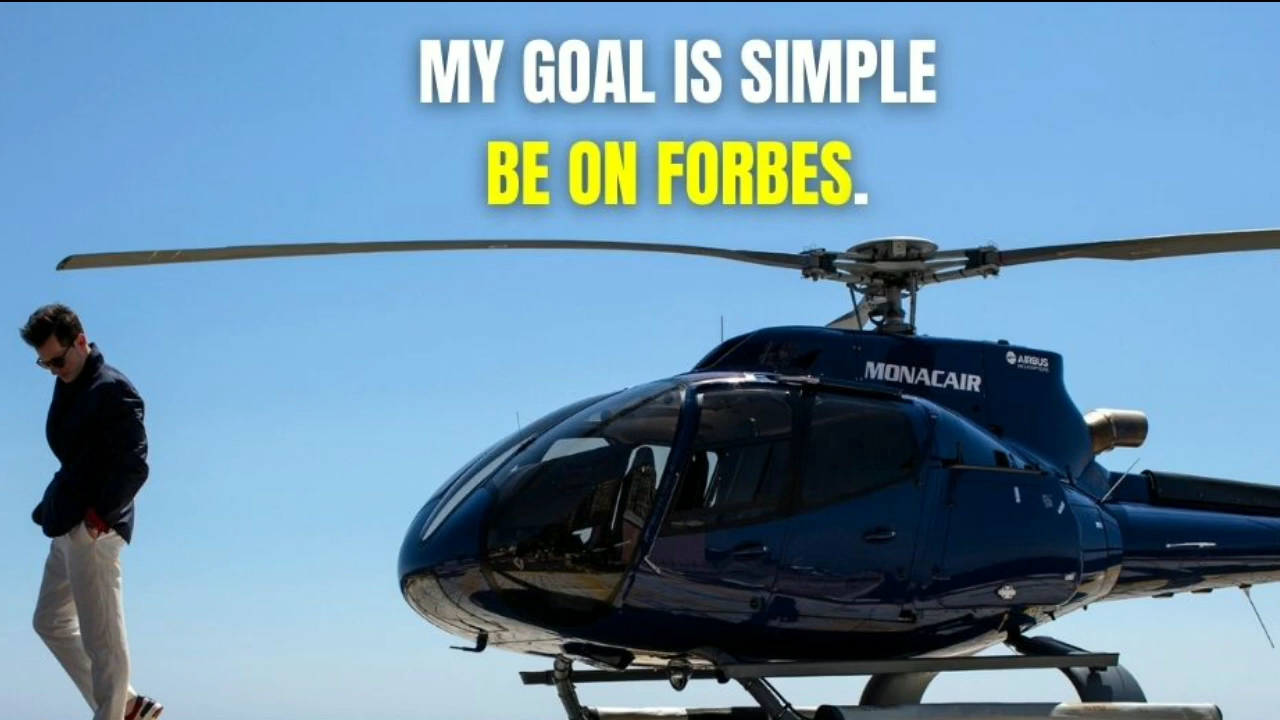 MY GOAL IS SIMPLE
BE ON FORBES.
AIRBUS
MONACAIR